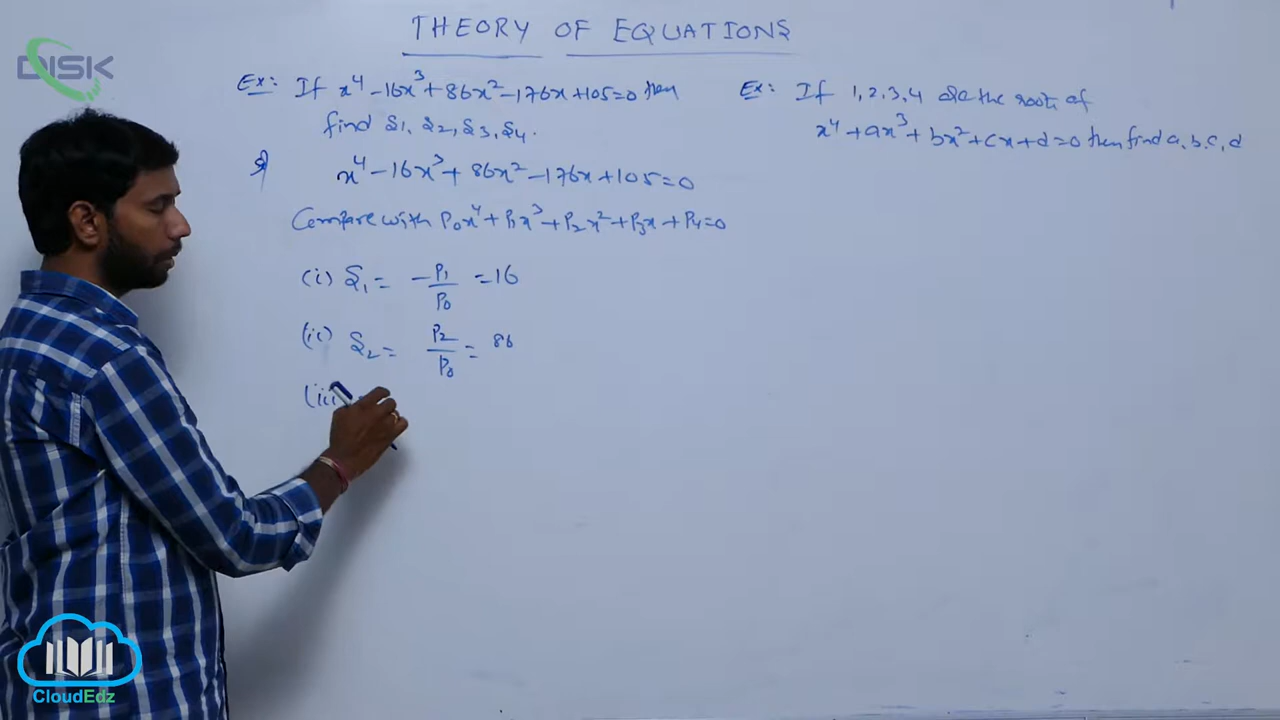 THEORY OF EQUATIONS
DISK
Ex: If x⁴ - 16x³ + 86x² - 176x + 105 = 0 then
find S₁, S₂, S₃, S₄.
x⁴ - 16x³ + 86x² - 176x + 105 = 0
Compare with P₀x⁴ + P₁x³ + P₂x² + P₃x + P₄ = 0
(i) S₁ = -P₁/P₀ = 16
(ii) S₂ = P₂/P₀ = 86
(iii
Ex: If 1, 2, 3, 4 are the roots of
x⁴ + ax³ + bx² + cx + d = 0 then find a, b, c, d
CloudEdz